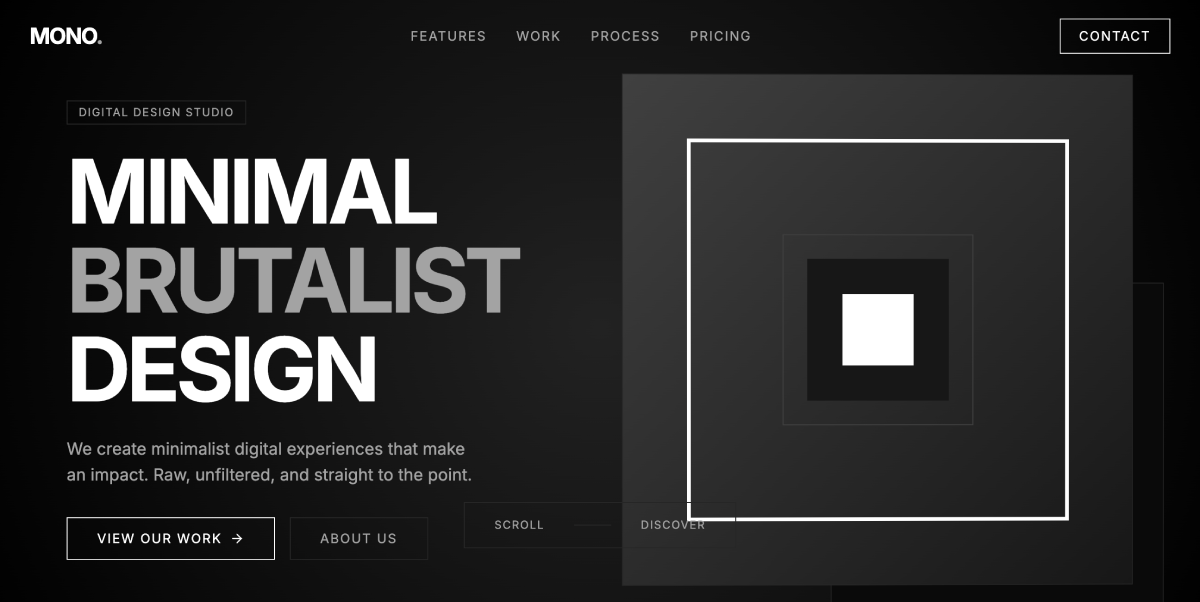 MONO.
FEATURES WORK PROCESS PRICING
CONTACT
DIGITAL DESIGN STUDIO
MINIMAL
BRUTALIST
DESIGN
We create minimalist digital experiences that make
an impact. Raw, unfiltered, and straight to the point.
VIEW OUR WORK →
ABOUT US
SCROLL
DISCOVER